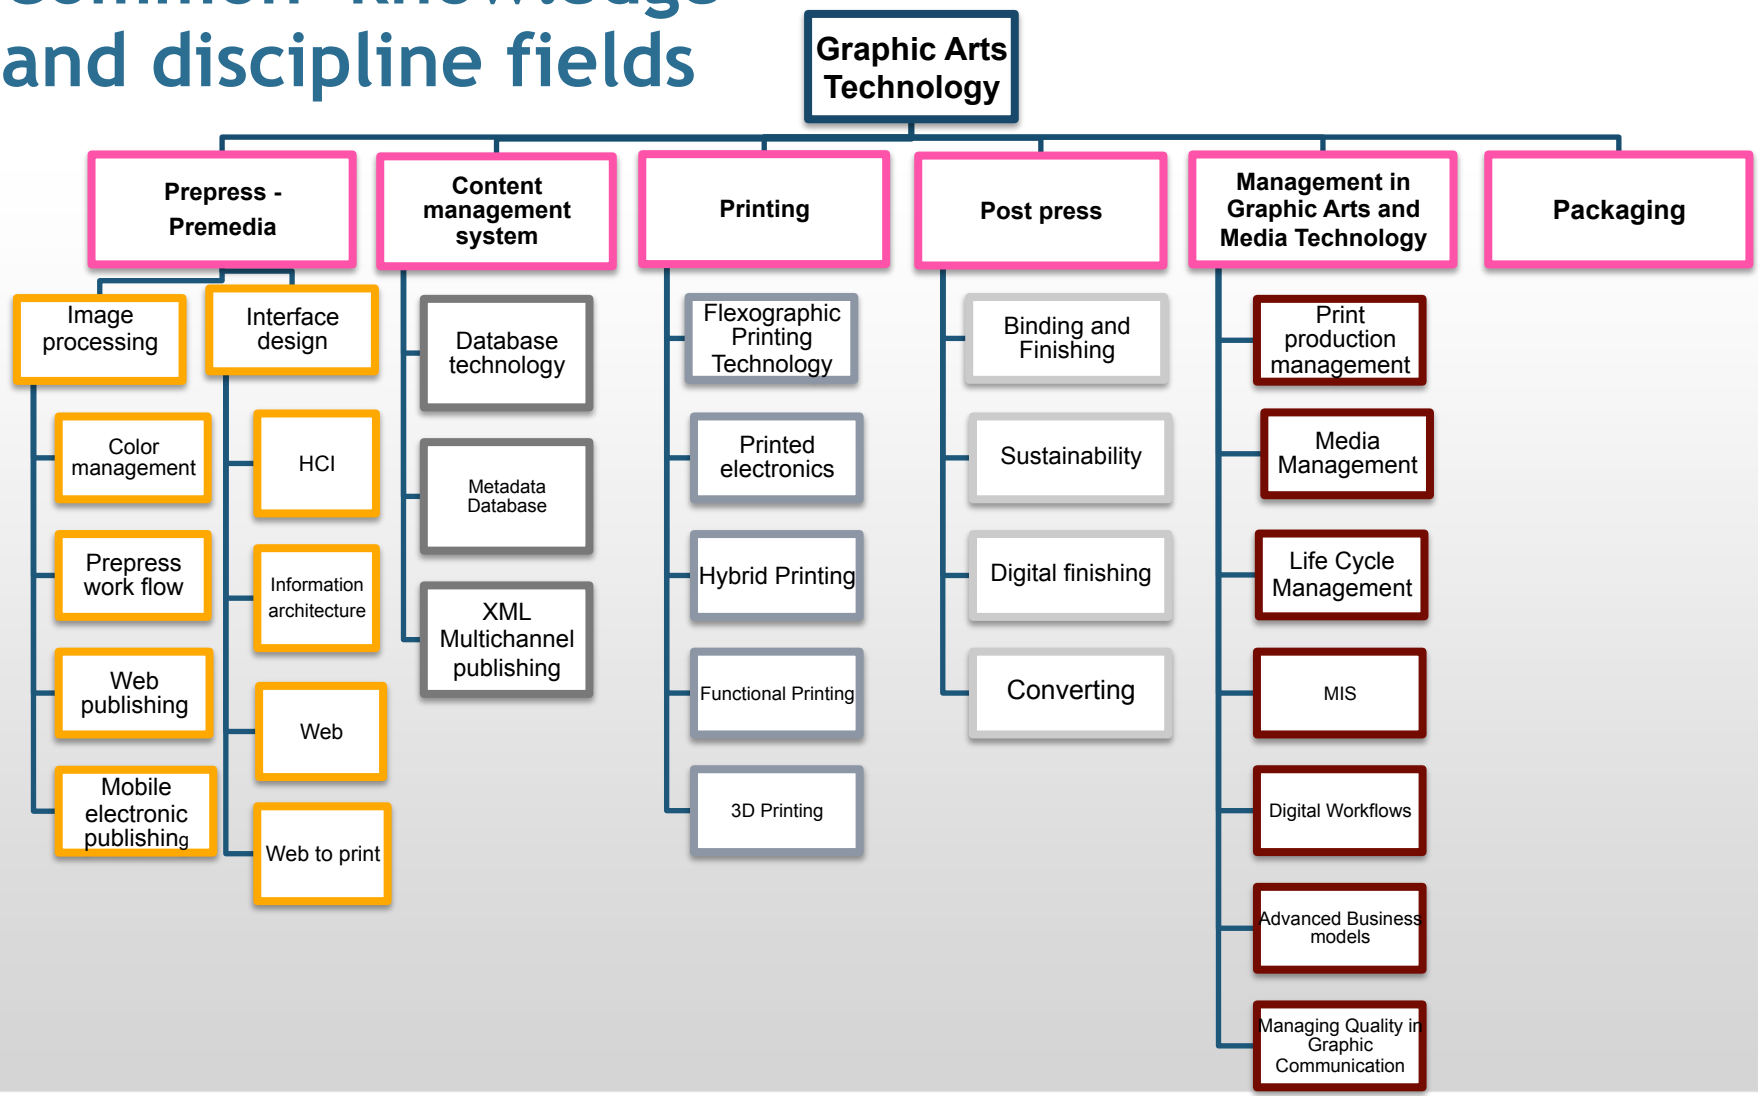 Common knowledge
and discipline fields
Graphic Arts
Technology
Prepress -
Premedia
Content
management
system
Printing
Post press
Management in
Graphic Arts and
Media Technology
Packaging
Image
processing
Color
management
Prepress
work flow
Web
publishing
Mobile
electronic
publishing
Interface
design
HCI
Information
architecture
Web
Web to print
Database
technology
Metadata
Database
XML
Multichannel
publishing
Flexographic
Printing
Technology
Printed
electronics
Hybrid Printing
Functional Printing
3D Printing
Binding and
Finishing
Sustainability
Digital finishing
Converting
Print
production
management
Media
Management
Life Cycle
Management
MIS
Digital Workflows
Advanced Business
models
Managing Quality in
Graphic
Communication